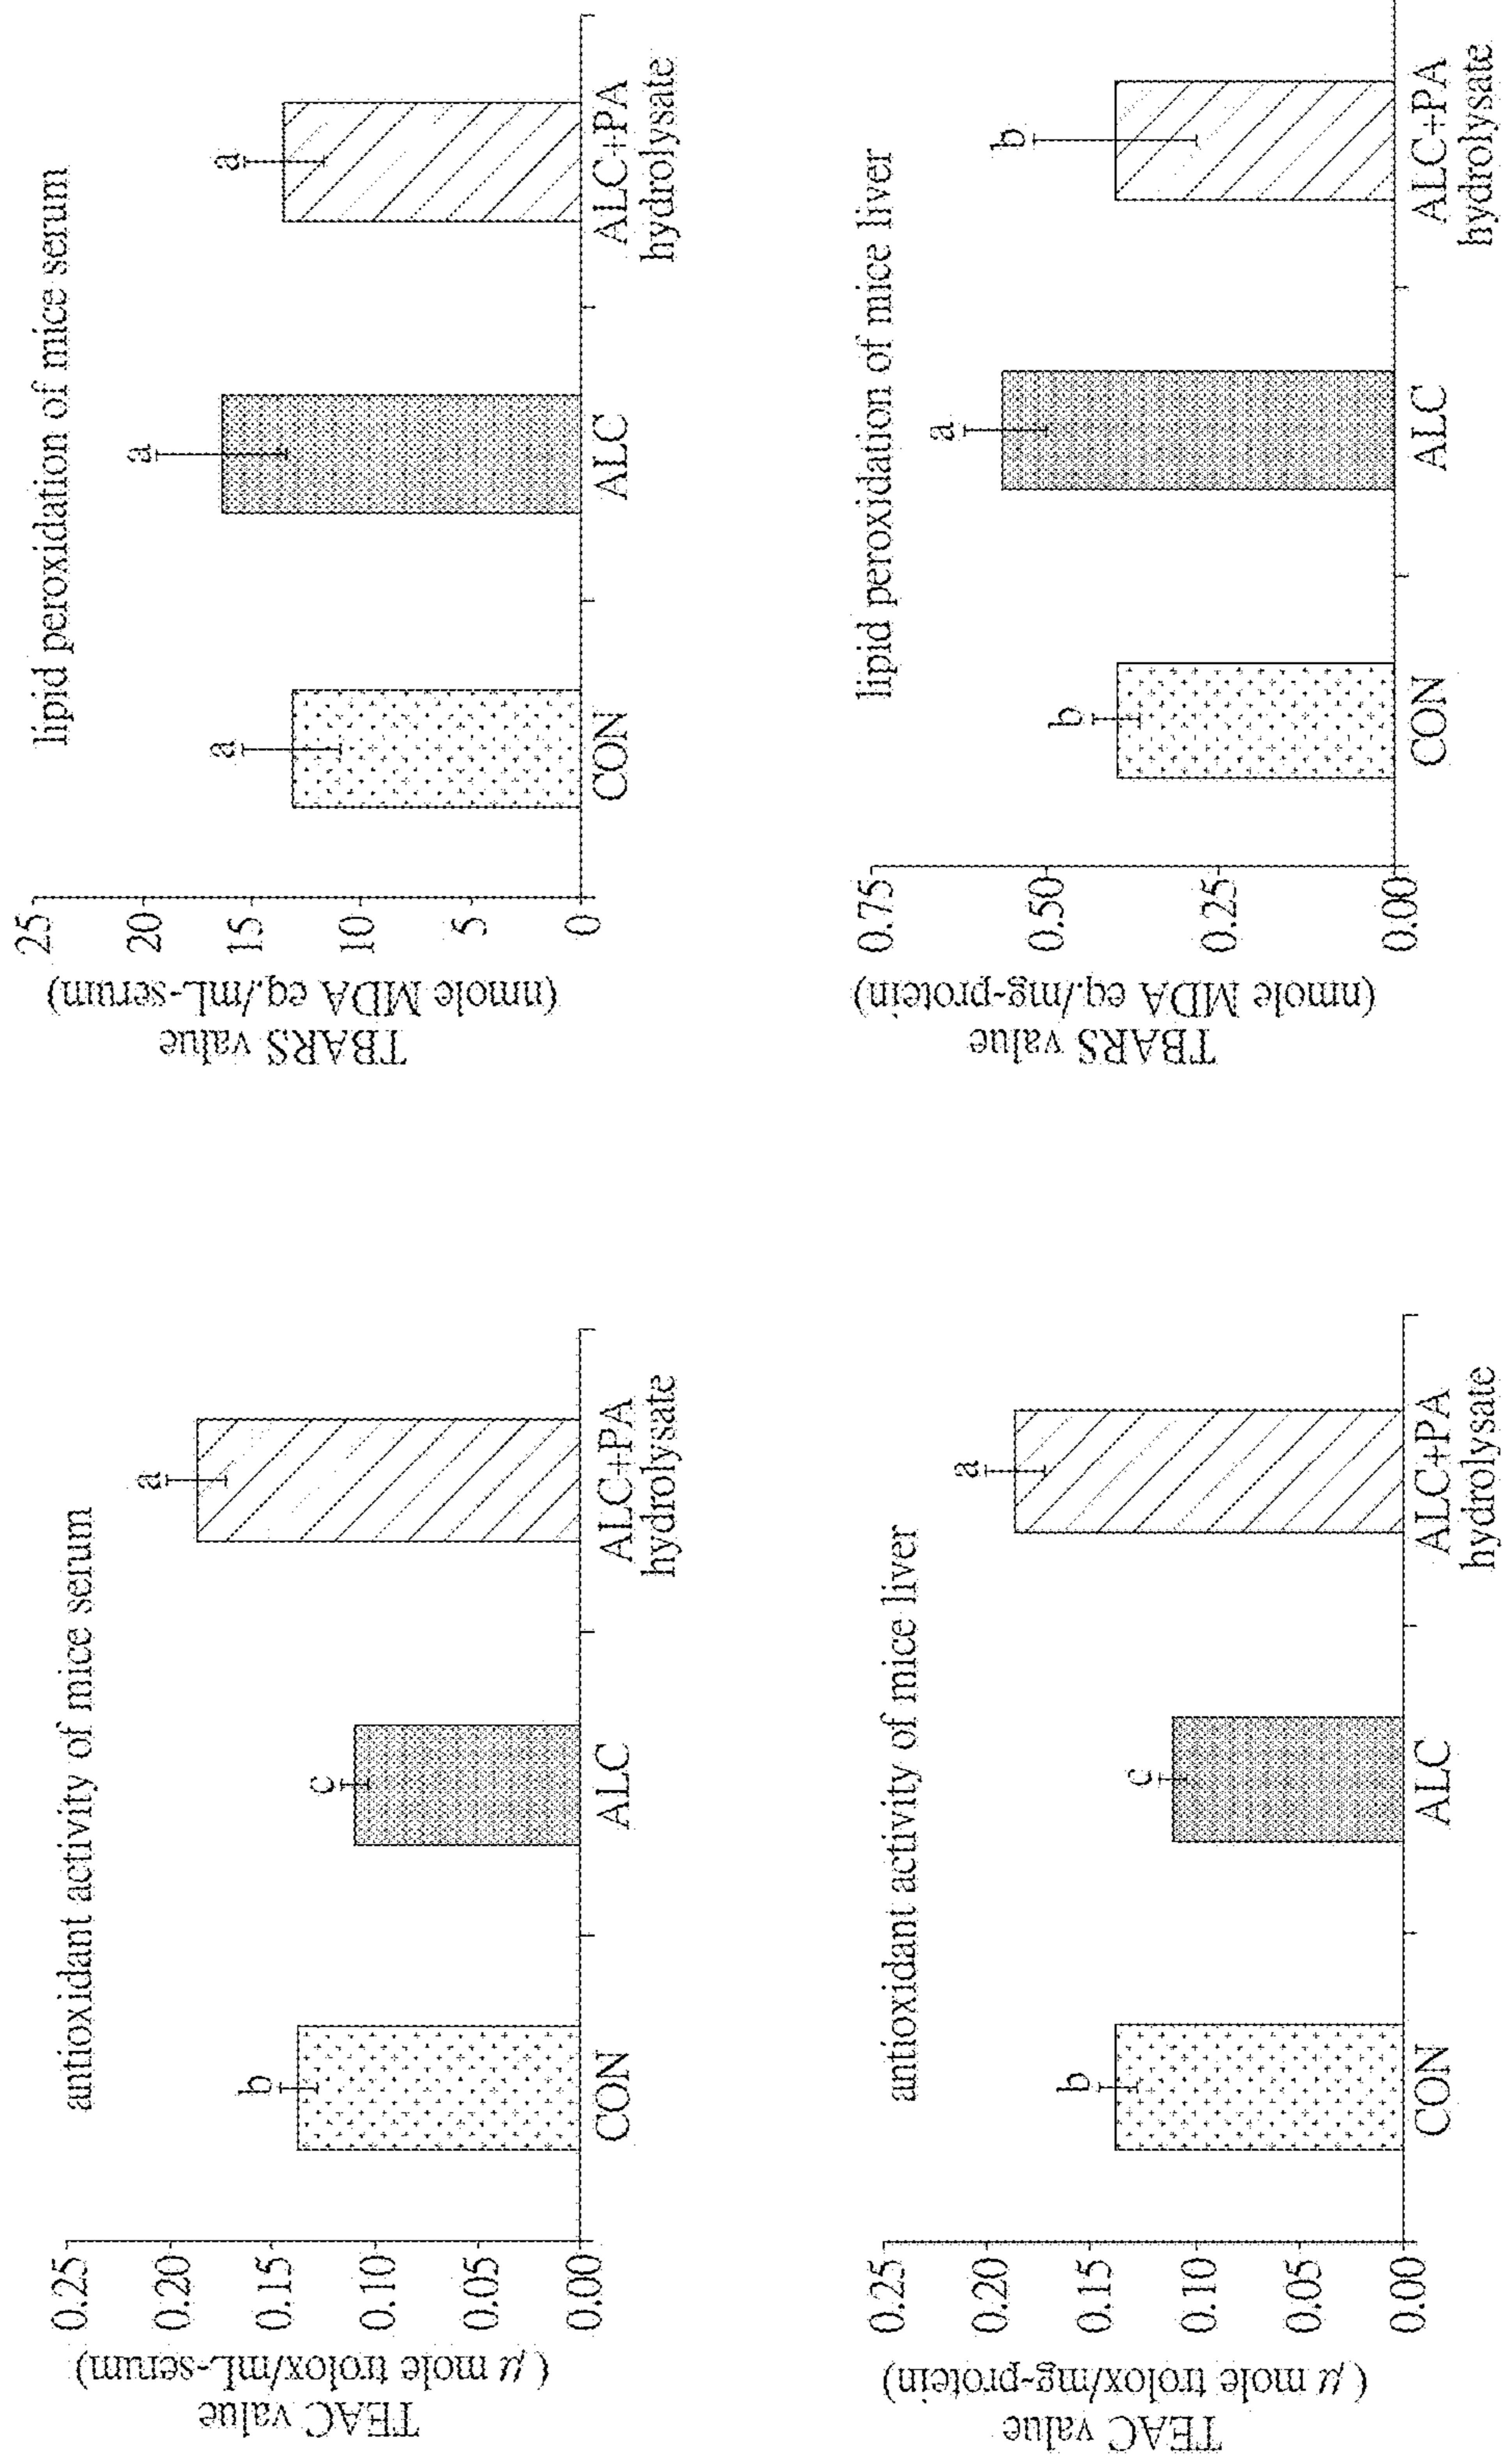 antioxidant activity of mice serum
TEAC value
( μ mole trolox/mL-serum)
0.25
0.20
0.15
0.10
0.05
0.00
b
c
a
CON
ALC
ALC+PA
hydrolysate
lipid peroxidation of mice serum
TBARS value
(nmole MDA eq./mL-serum)
25
20
15
10
5
0
a
a
a
CON
ALC
ALC+PA
hydrolysate
antioxidant activity of mice liver
TEAC value
( μ mole trolox/mg-protein)
0.25
0.20
0.15
0.10
0.05
0.00
b
c
a
CON
ALC
ALC+PA
hydrolysate
lipid peroxidation of mice liver
TBARS value
(nmole MDA eq./mg-protein)
0.75
0.50
0.25
0.00
b
a
b
CON
ALC
ALC+PA
hydrolysate